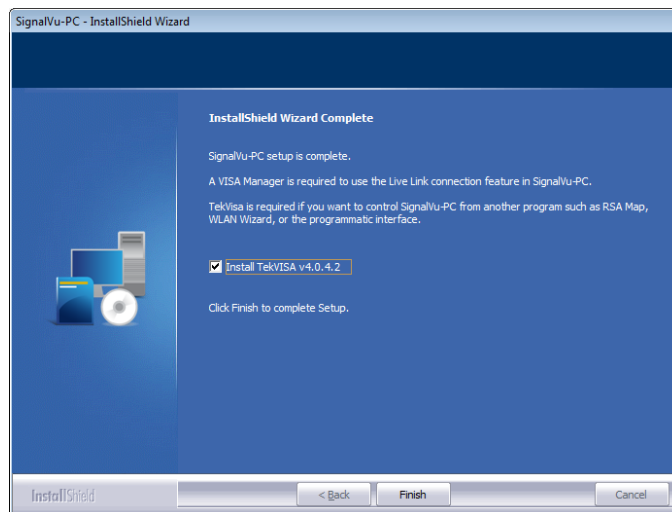 SignalVu-PC - InstallShield Wizard
InstallShield Wizard Complete
SignalVu-PC setup is complete.
A VISA Manager is required to use the Live Link connection feature in SignalVu-PC.
TekVisa is required if you want to control SignalVu-PC from another program such as RSA Map,
WLAN Wizard, or the programmatic interface.
Install TekVISA v4.0.4.2
Click Finish to complete Setup.
InstallShield
< Back
Finish
Cancel